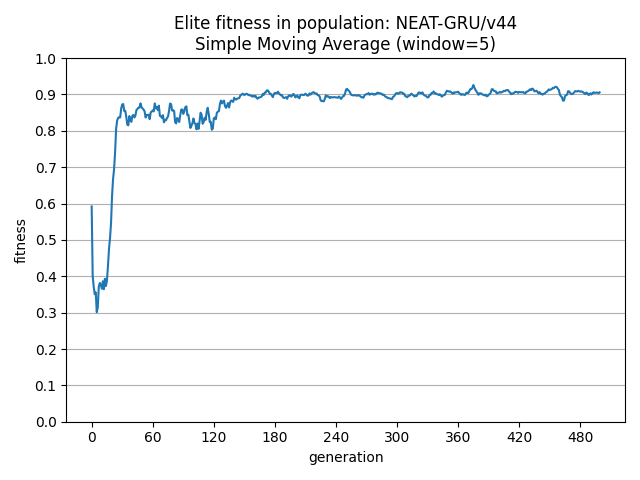 Elite fitness in population: NEAT-GRU/v44
Simple Moving Average (window=5)
1.0
0.9
0.8
0.7
0.6
0.5
0.4
0.3
0.2
0.1
0.0
fitness
0 60 120 180 240 300 360 420 480
generation